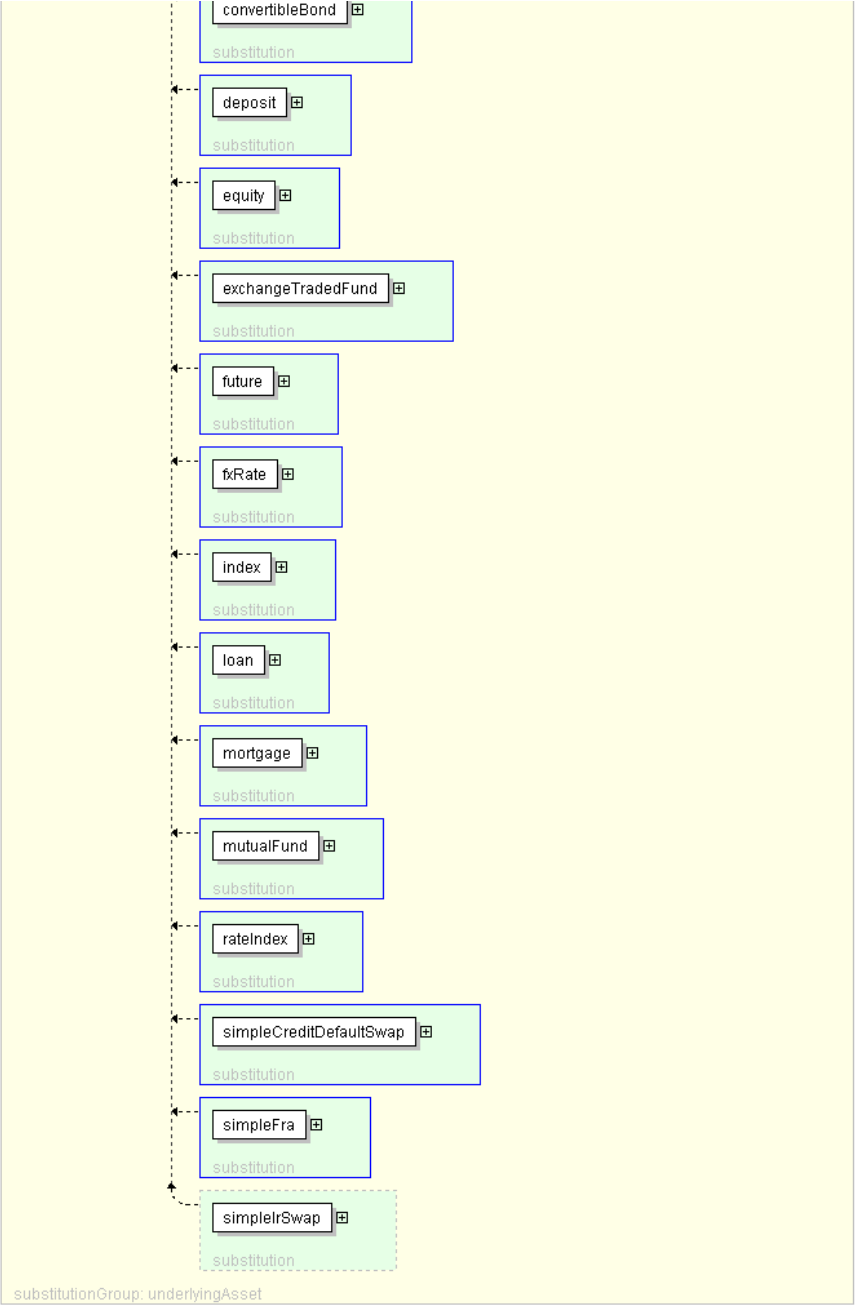 convertibleBond
substitution
deposit
substitution
equity
substitution
exchangeTradedFund
substitution
future
substitution
fxRate
substitution
index
substitution
loan
substitution
mortgage
substitution
mutualFund
substitution
rateIndex
substitution
simpleCreditDefaultSwap
substitution
simpleFra
substitution
simpleIrSwap
substitution
substitutionGroup: underlyingAsset